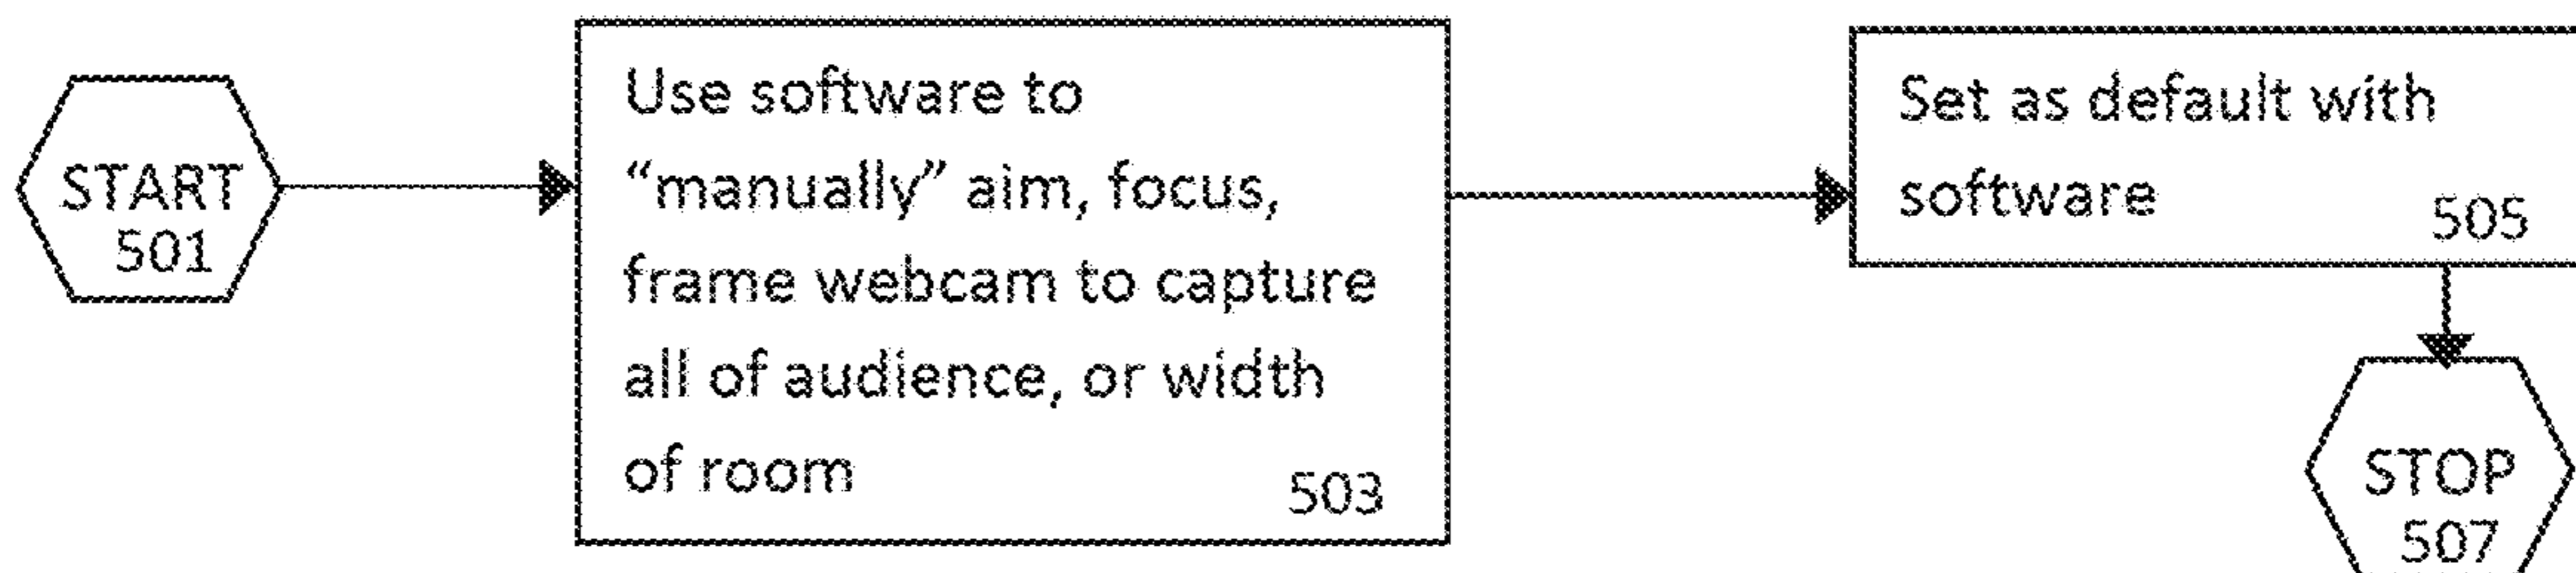 START
501
Use software to
“manually” aim, focus,
frame webcam to capture
all of audience, or width
of room
503
Set as default with
software
505
STOP
507